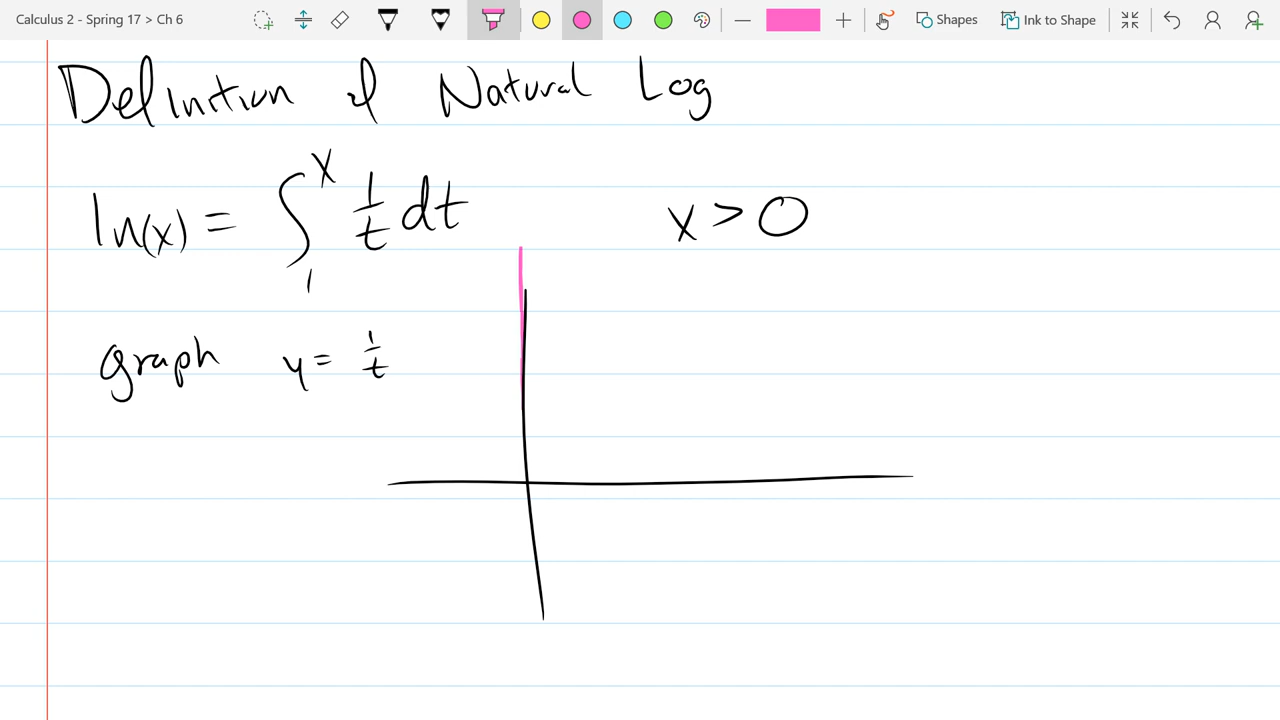 Calculus 2 - Spring 17 > Ch 6
Shapes
Ink to Shape
Definition of Natural Log
ln(x) = ∫₁ˣ 1/t dt x > 0
graph y = 1/t